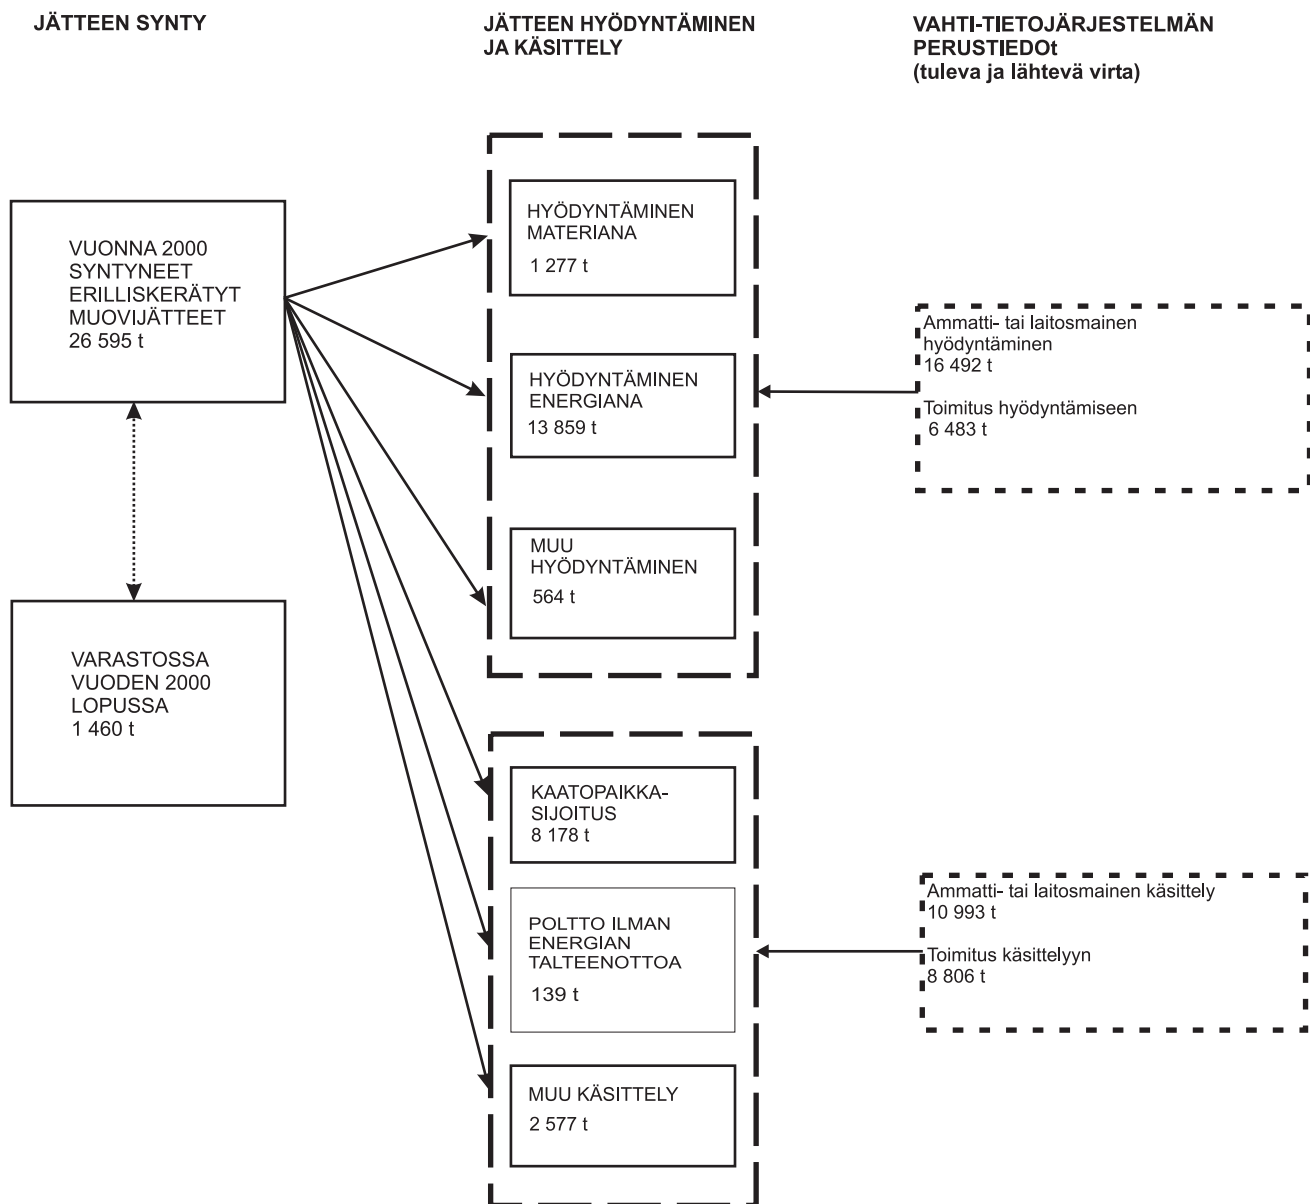 JÄTTEEN SYNTY
JÄTTEEN HYÖDYNTÄMINEN
JA KÄSITTELY
VAHTI-TIETOJÄRJESTELMÄN
PERUSTIEDOt
(tuleva ja lähtevä virta)
VUONNA 2000
SYNTYNEET
ERILLISKERÄTYT
MUOVIJÄTTEET
26 595 t
VARASTOSSA
VUODEN 2000
LOPUSSA
1 460 t
HYÖDYNTÄMINEN
MATERIANA
1 277 t
HYÖDYNTÄMINEN
ENERGIANA
13 859 t
MUU
HYÖDYNTÄMINEN
564 t
KAATOPAIKKA-
SIJOITUS
8 178 t
POLTTO ILMAN
ENERGIAN
TALTEENOTTOA
139 t
MUU KÄSITTELY
2 577 t
Ammatti- tai laitosmainen
hyödyntäminen
16 492 t
Toimitus hyödyntämiseen
6 483 t
Ammatti- tai laitosmainen käsittely
10 993 t
Toimitus käsittelyyn
8 806 t